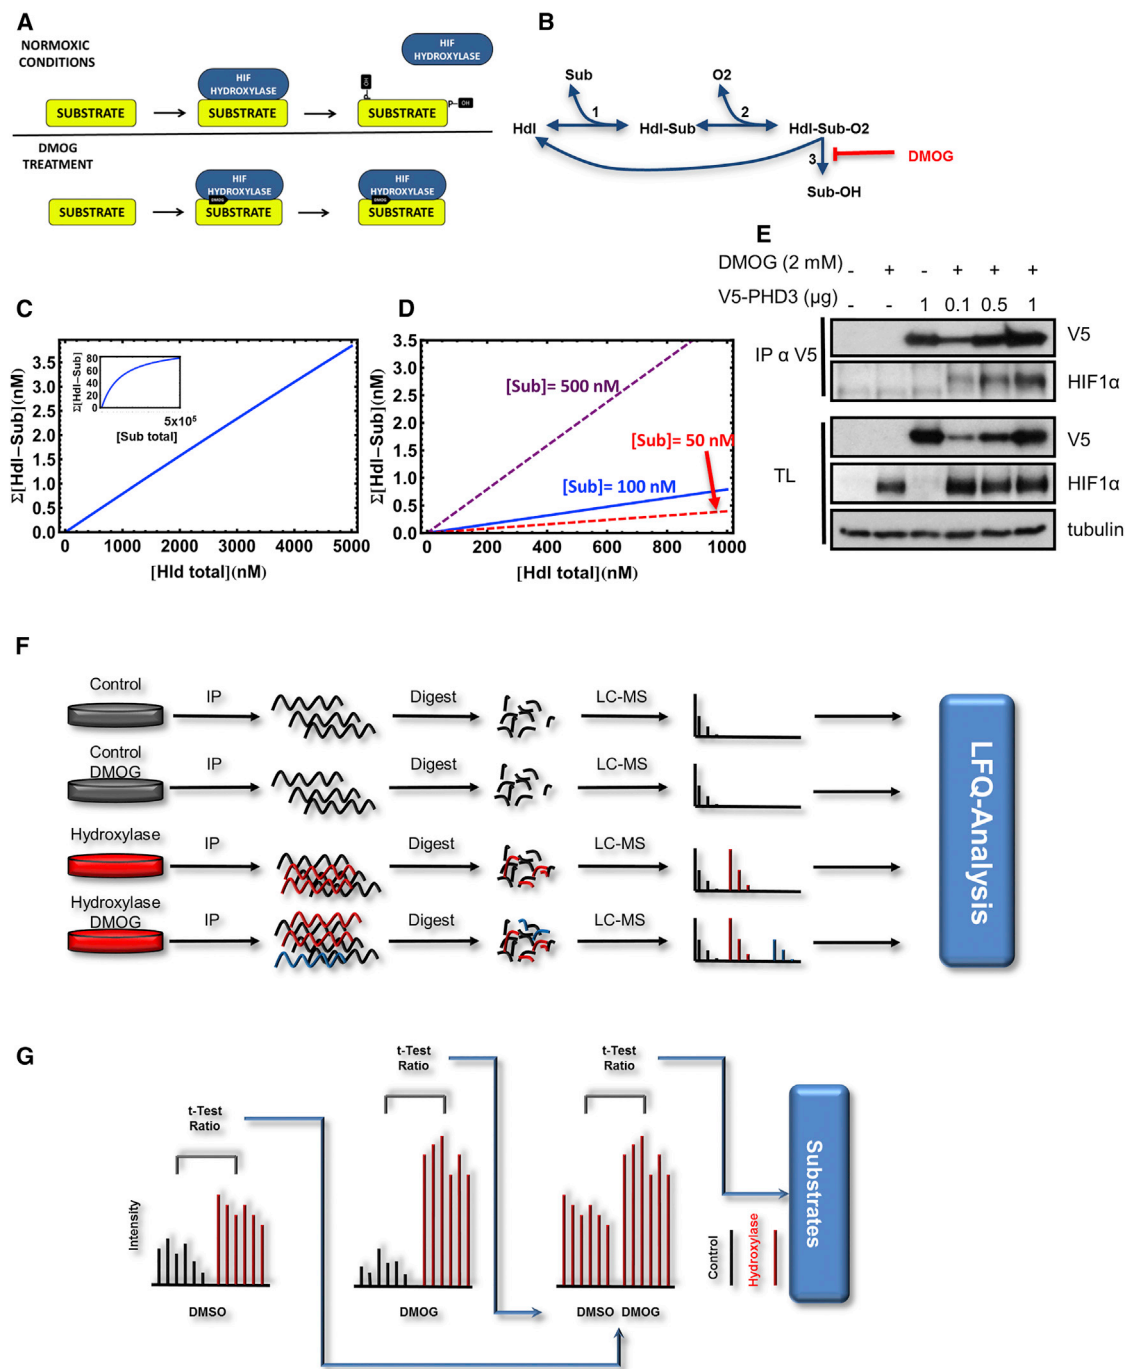 A
NORMOXIC
CONDITIONS
HIF
HYDROXYLASE
HIF
HYDROXYLASE
SUBSTRATE
SUBSTRATE
SUBSTRATE
P
OH
P
OH
DMOG
TREATMENT
HIF
HYDROXYLASE
HIF
HYDROXYLASE
DMOG
DMOG
SUBSTRATE
SUBSTRATE
SUBSTRATE
B
Sub
O2
1
2
Hdl
Hdl-Sub
Hdl-Sub-O2
3
DMOG
Sub-OH
C
Σ[Hdl–Sub](nM)
3.5
3.0
2.5
2.0
1.5
1.0
0.5
0.0
Σ[Hdl–Sub]
80
60
40
20
0
5x10⁵
[Sub total]
0 1000 2000 3000 4000 5000
[Hld total](nM)
D
Σ[Hdl–Sub](nM)
3.5
3.0
2.5
2.0
1.5
1.0
0.5
0.0
[Sub]= 500 nM
[Sub]= 50 nM
[Sub]= 100 nM
0 200 400 600 800 1000
[Hdl total](nM)
E
DMOG (2 mM) - + - + + +
V5-PHD3 (µg) - - 1 0.1 0.5 1
IP α V5
V5
HIF1α
TL
V5
HIF1α
tubulin
F
Control IP Digest LC-MS
Control
DMOG IP Digest LC-MS
Hydroxylase IP Digest LC-MS
Hydroxylase
DMOG IP Digest LC-MS
LFQ-Analysis
G
t-Test
Ratio
t-Test
Ratio
t-Test
Ratio
Intensity
DMSO
DMOG
DMSO DMOG
Control
Hydroxylase
Substrates